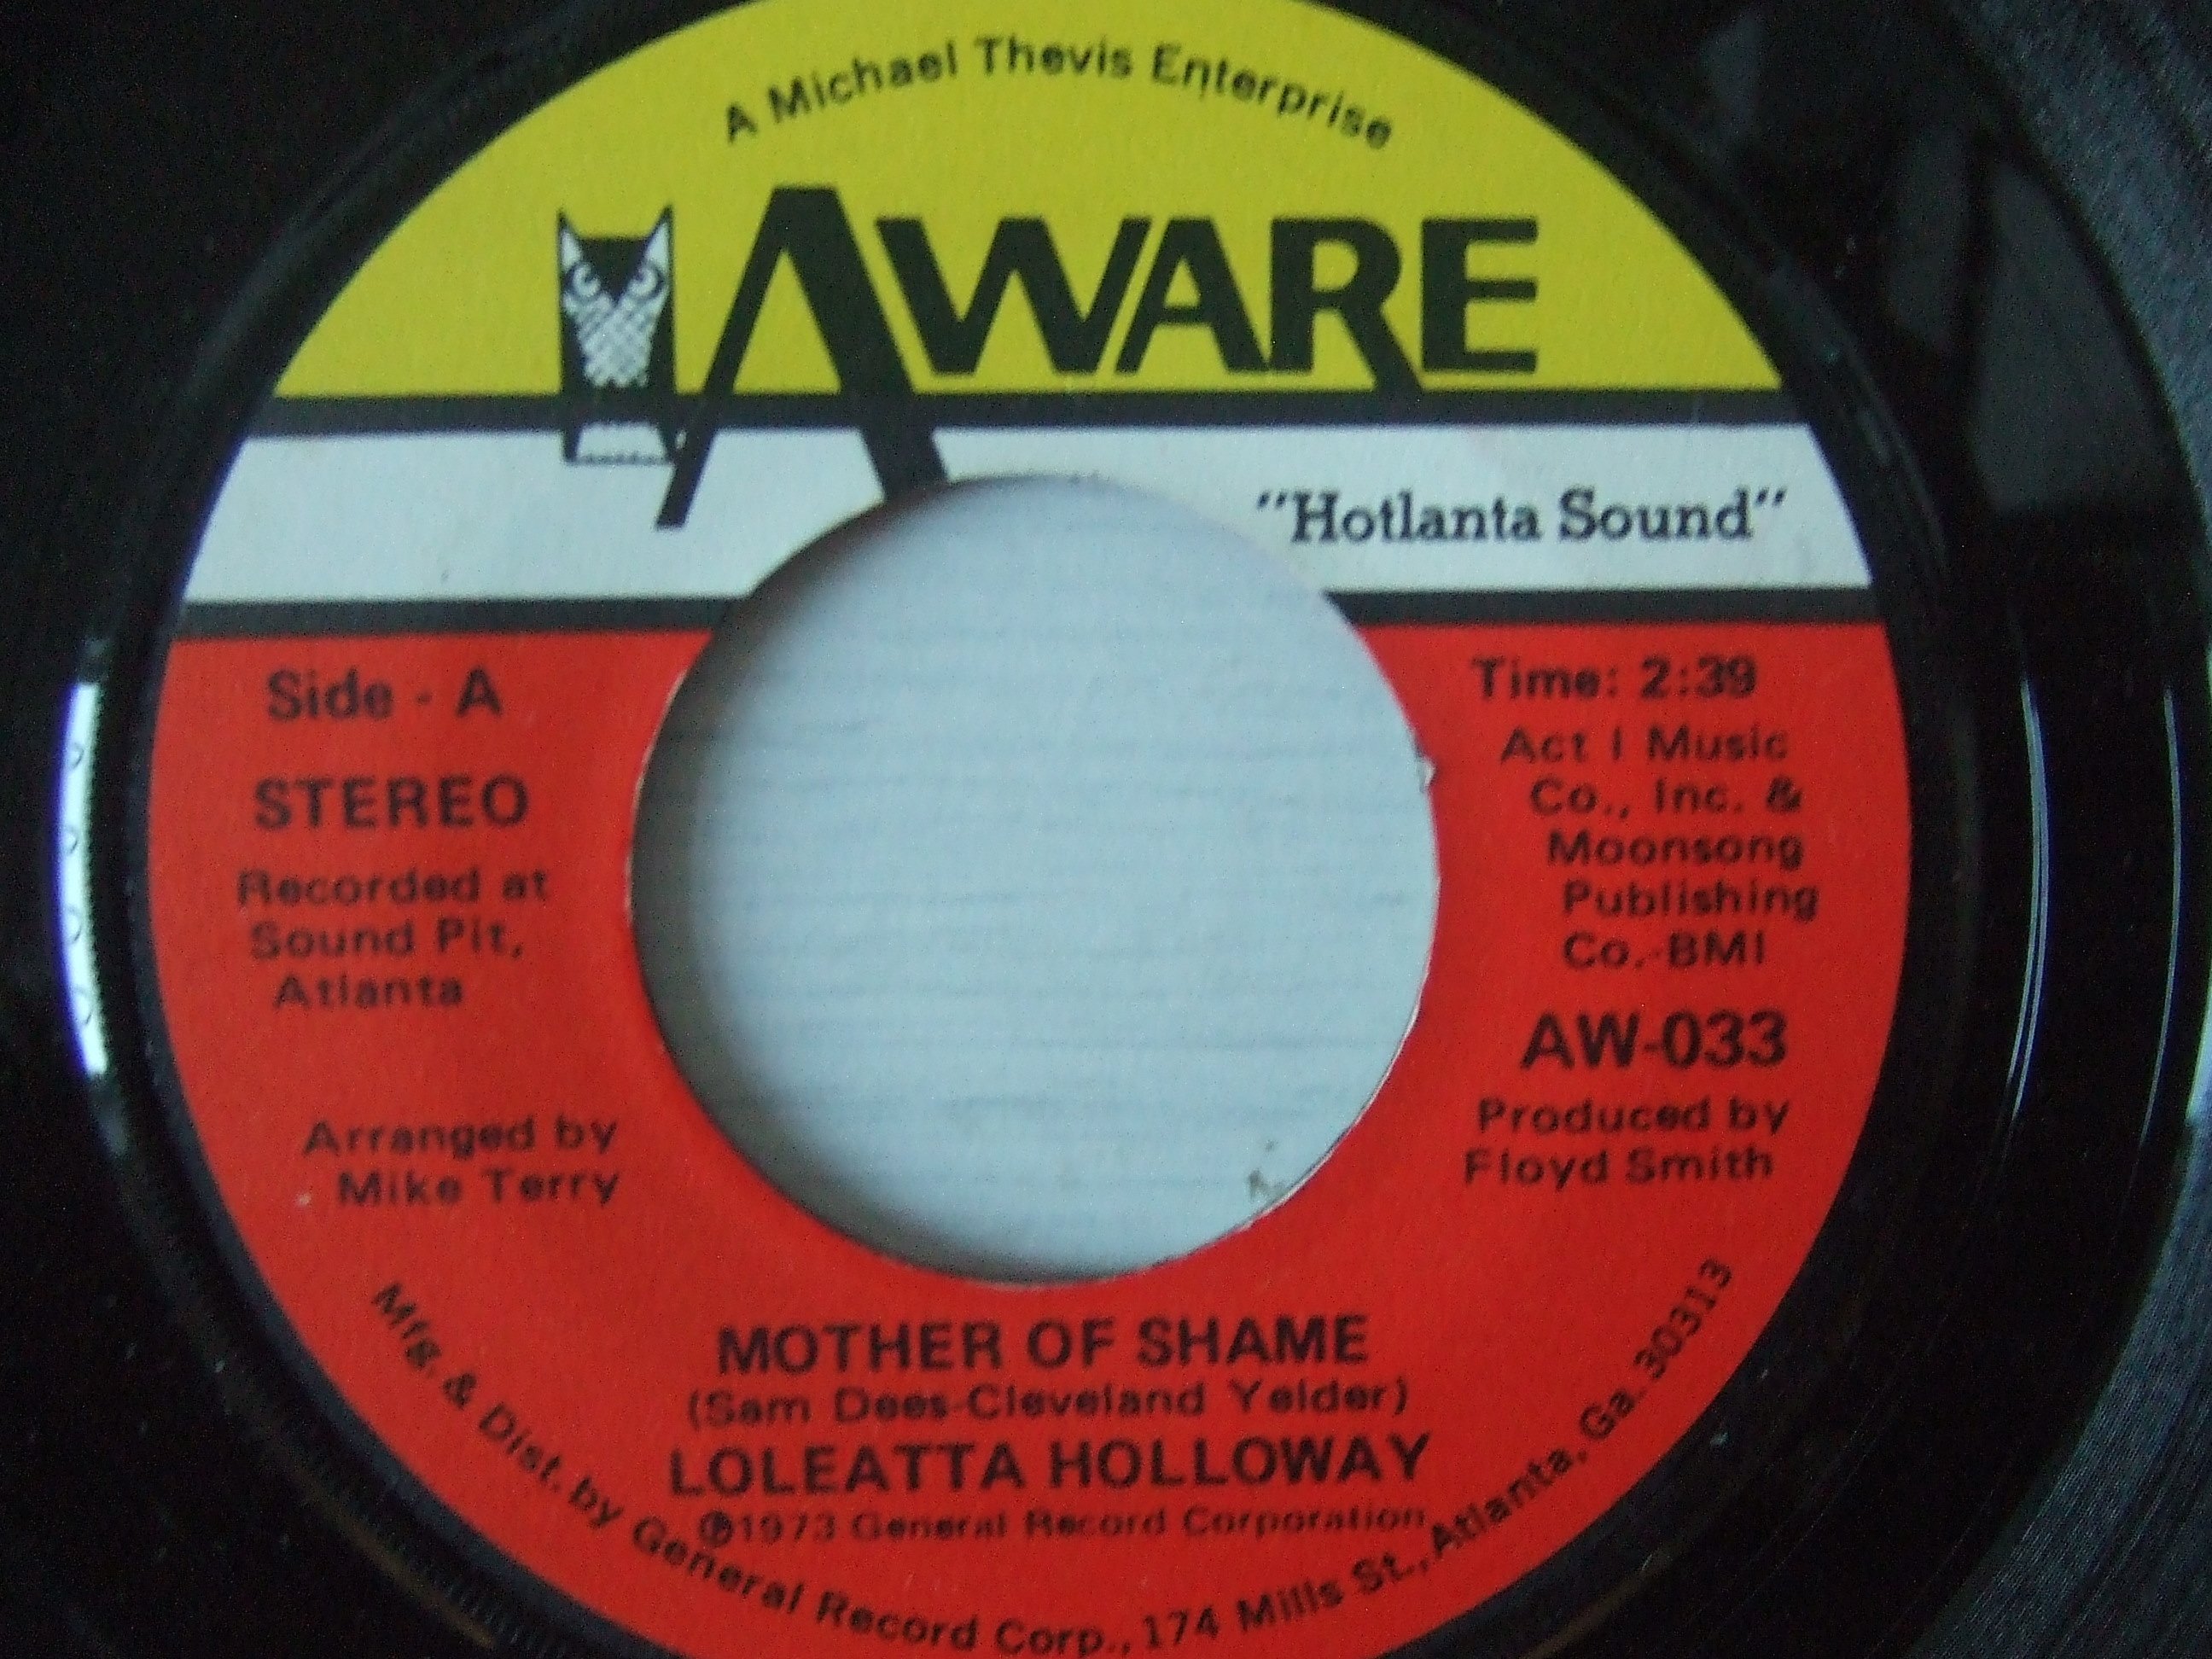 A Michael Thevis Enterprise
AWARE
"Hotlanta Sound"
Side - A
STEREO
Recorded at
Sound Pit,
Atlanta
Arranged by
Mike Terry
Time: 2:39
Act I Music
Co., Inc. &
Moonsong
Publishing
Co.-BMI
AW-033
Produced by
Floyd Smith
MOTHER OF SHAME
(Sam Dees-Cleveland Yelder)
LOLEATTA HOLLOWAY
℗1973 General Record Corporation
Mfg. & Dist. by General Record Corp., 174 Mills St., Atlanta, Ga. 30313